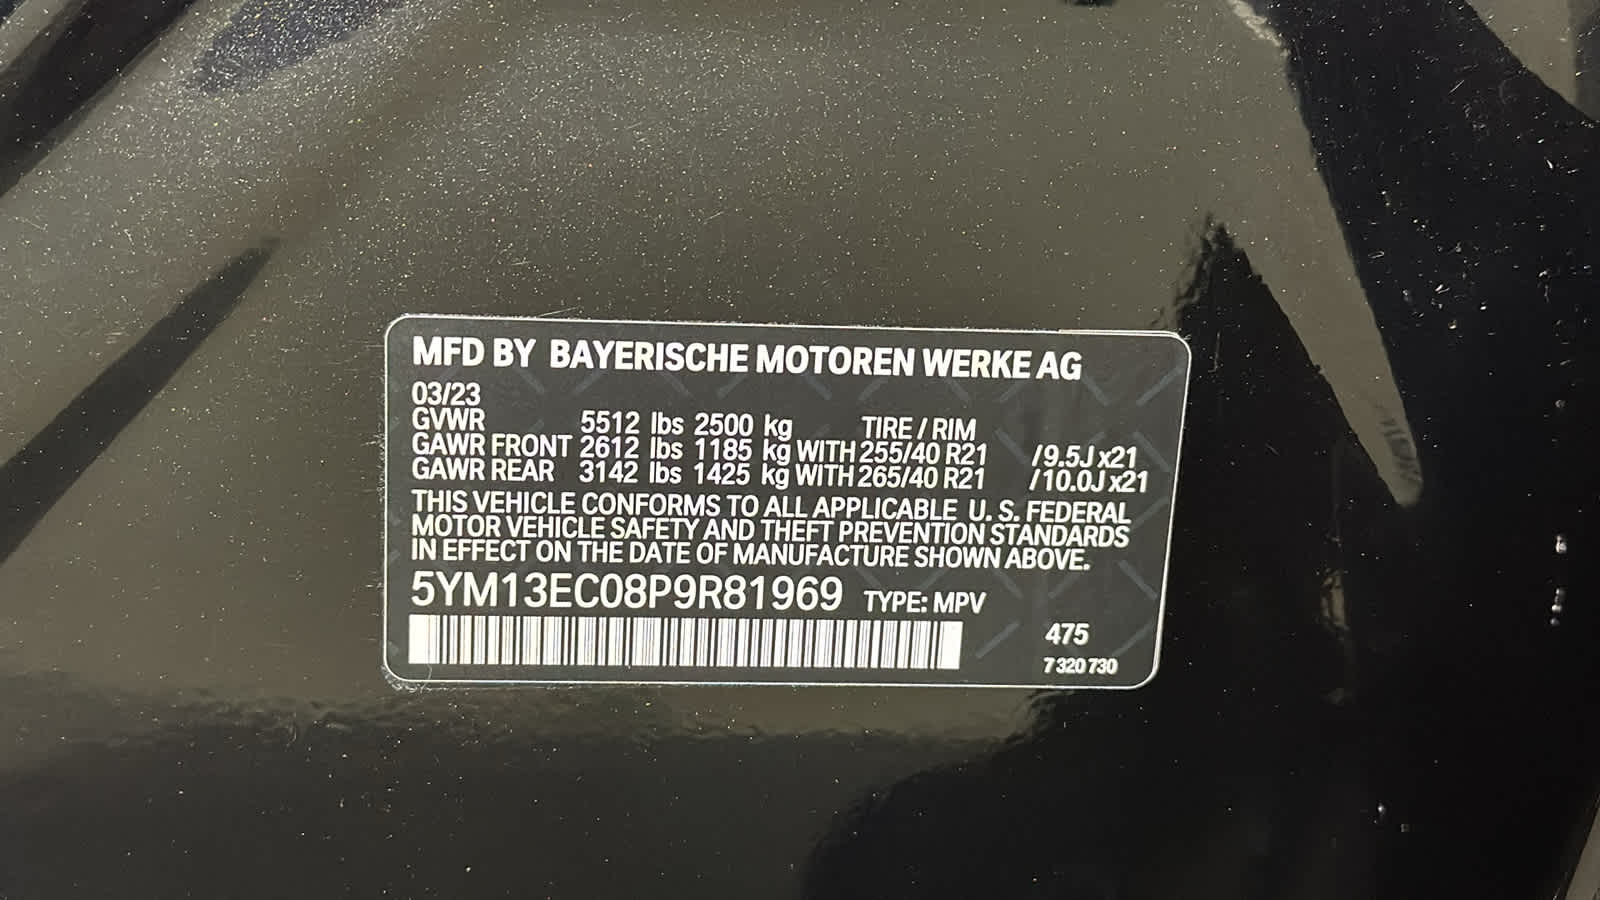 MFD BY BAYERISCHE MOTOREN WERKE AG
03/23
GVWR 5512 lbs 2500 kg TIRE / RIM
GAWR FRONT 2612 lbs 1185 kg WITH 255/40 R21 /9.5J x21
GAWR REAR 3142 lbs 1425 kg WITH 265/40 R21 /10.0J x21
THIS VEHICLE CONFORMS TO ALL APPLICABLE U. S. FEDERAL
MOTOR VEHICLE SAFETY AND THEFT PREVENTION STANDARDS
IN EFFECT ON THE DATE OF MANUFACTURE SHOWN ABOVE.
5YM13EC08P9R81969 TYPE: MPV
475
7 320 730